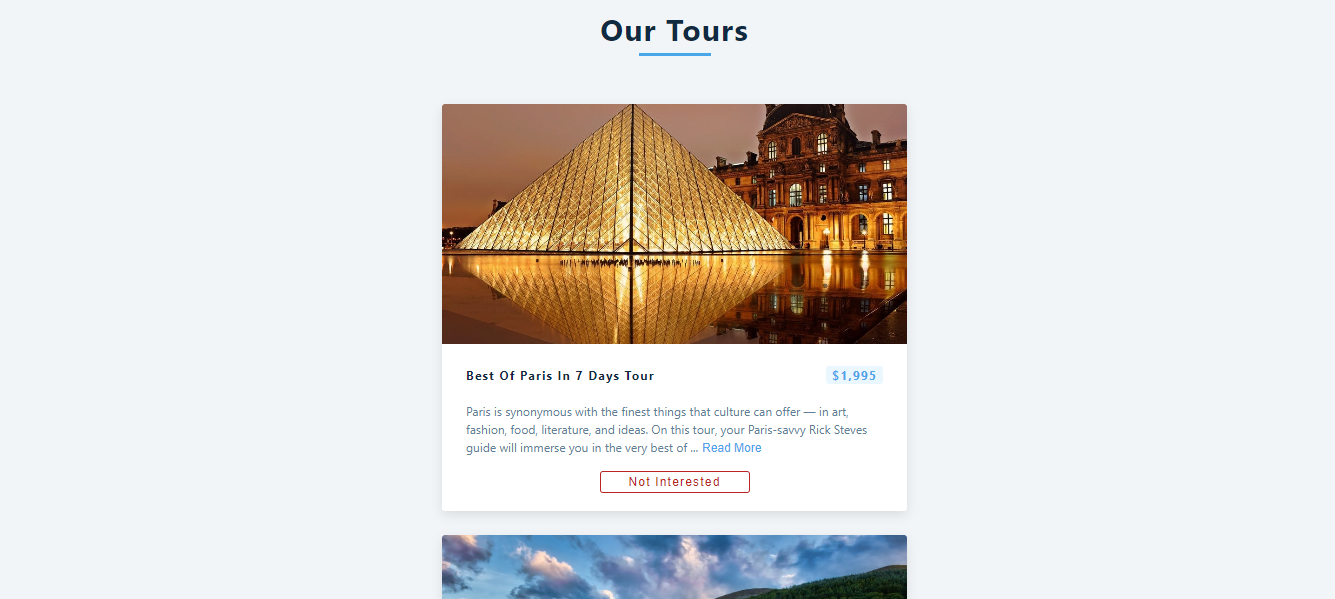 Our Tours
Best Of Paris In 7 Days Tour
$1,995
Paris is synonymous with the finest things that culture can offer — in art,
fashion, food, literature, and ideas. On this tour, your Paris-savvy Rick Steves
guide will immerse you in the very best of ... Read More
Not Interested